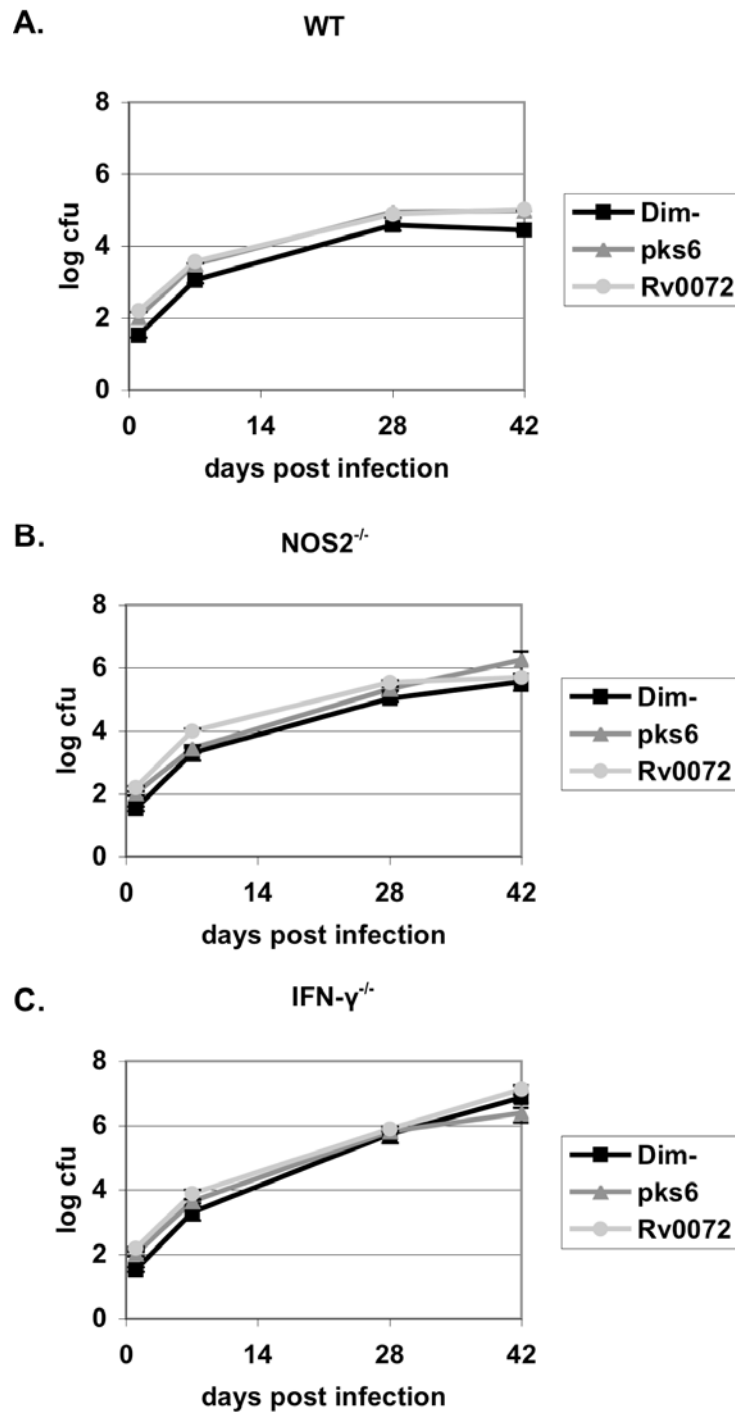 A.
WT
8
6
4
2
0
log cfu
0 14 28 42
days post infection
Dim-
pks6
Rv0072
B.
NOS2-/-
8
6
4
2
0
log cfu
0 14 28 42
days post infection
Dim-
pks6
Rv0072
C.
IFN-γ-/-
8
6
4
2
0
log cfu
0 14 28 42
days post infection
Dim-
pks6
Rv0072